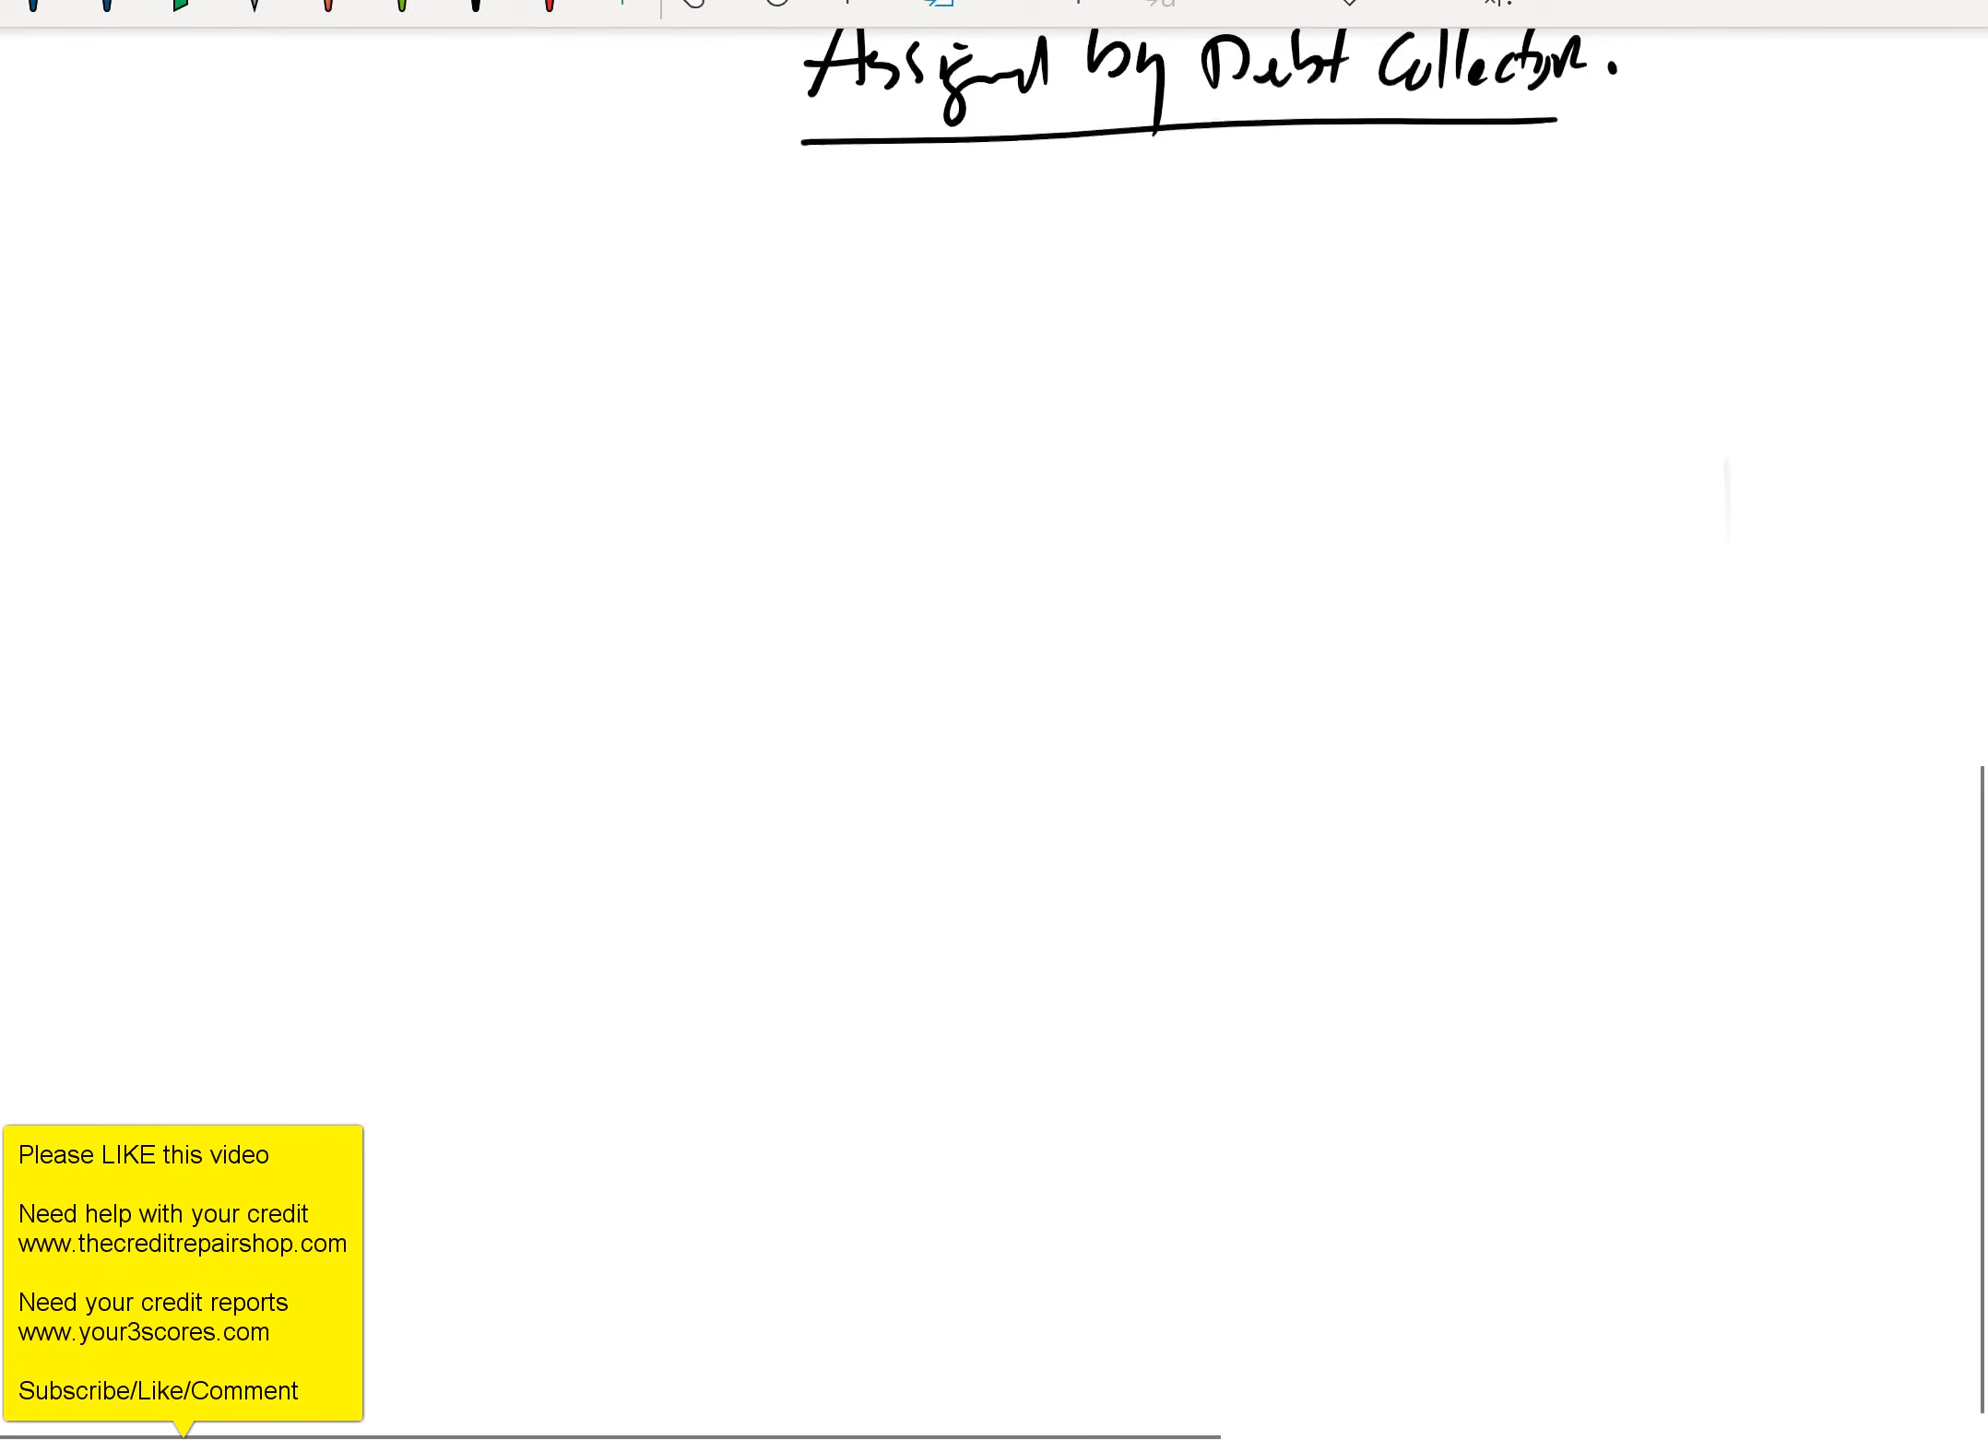 Assigned by Debt Collector.
Please LIKE this video
Need help with your credit
www.thecreditrepairshop.com
Need your credit reports
www.your3scores.com
Subscribe/Like/Comment